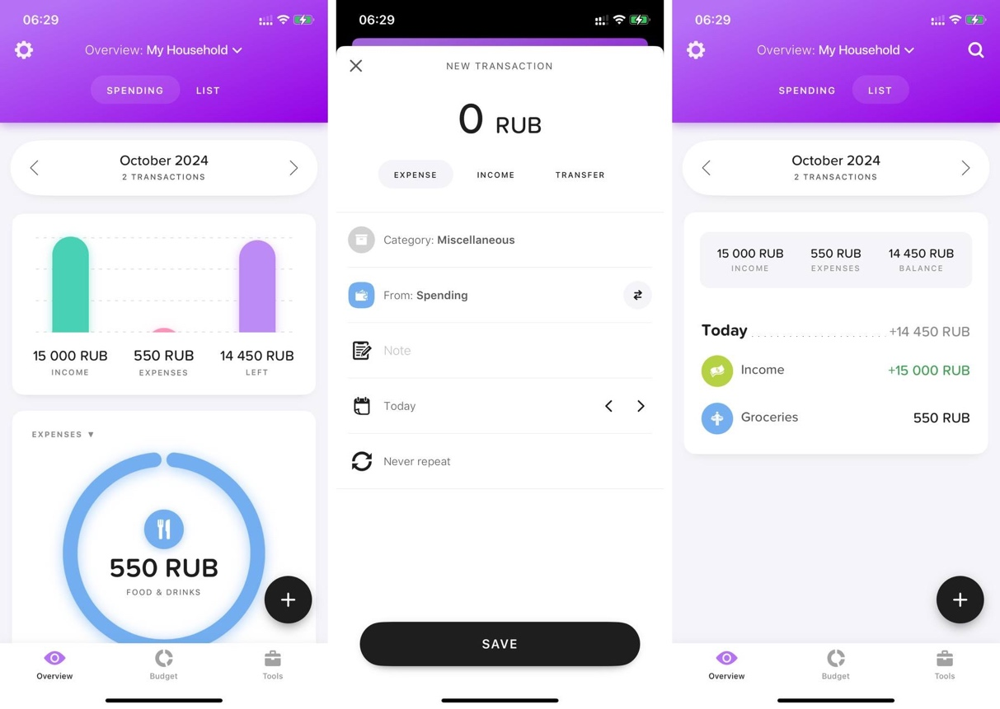 06:29
Overview: My Household
SPENDING LIST
October 2024
2 TRANSACTIONS
15 000 RUB 550 RUB 14 450 RUB
INCOME EXPENSES LEFT
EXPENSES ▼
550 RUB
FOOD & DRINKS
+
Overview Budget Tools
06:29
NEW TRANSACTION
0 RUB
EXPENSE INCOME TRANSFER
Category: Miscellaneous
From: Spending
Note
Today
Never repeat
SAVE
06:29
Overview: My Household
SPENDING LIST
October 2024
2 TRANSACTIONS
15 000 RUB 550 RUB 14 450 RUB
INCOME EXPENSES BALANCE
Today +14 450 RUB
Income +15 000 RUB
Groceries 550 RUB
+
Overview Budget Tools